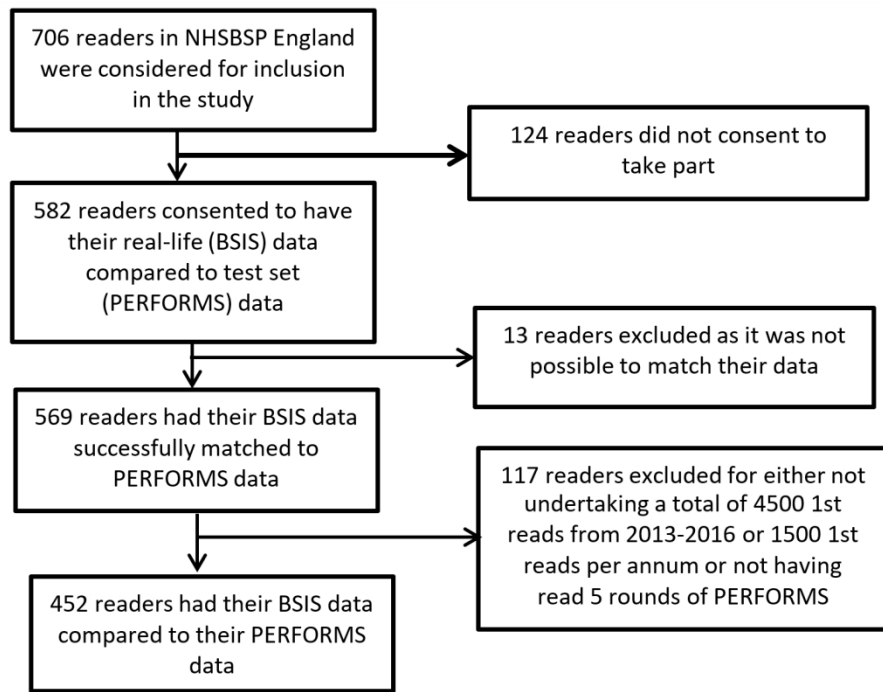 706 readers in NHSBSP England
were considered for inclusion
in the study
124 readers did not consent to
take part
582 readers consented to have
their real-life (BSIS) data
compared to test set
(PERFORMS) data
13 readers excluded as it was not
possible to match their data
569 readers had their BSIS data
successfully matched to
PERFORMS data
117 readers excluded for either not
undertaking a total of 4500 1st
reads from 2013-2016 or 1500 1st
reads per annum or not having
read 5 rounds of PERFORMS
452 readers had their BSIS data
compared to their PERFORMS
data